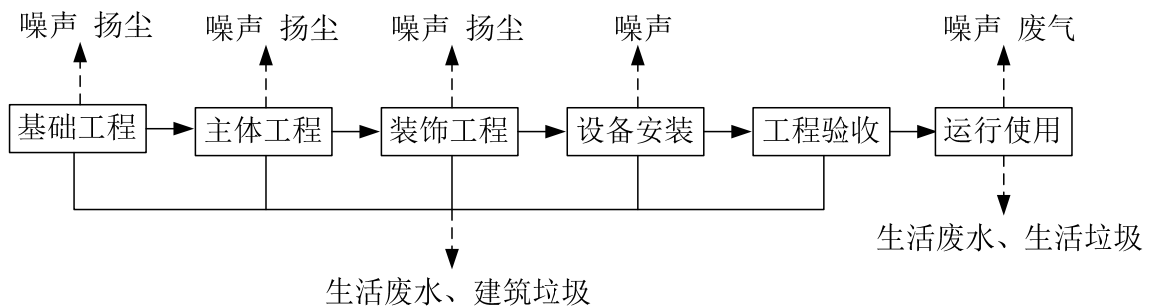 噪声 扬尘 噪声 扬尘 噪声 扬尘 噪声 噪声 废气
基础工程 主体工程 装饰工程 设备安装 工程验收 运行使用
生活废水、生活垃圾
生活废水、建筑垃圾